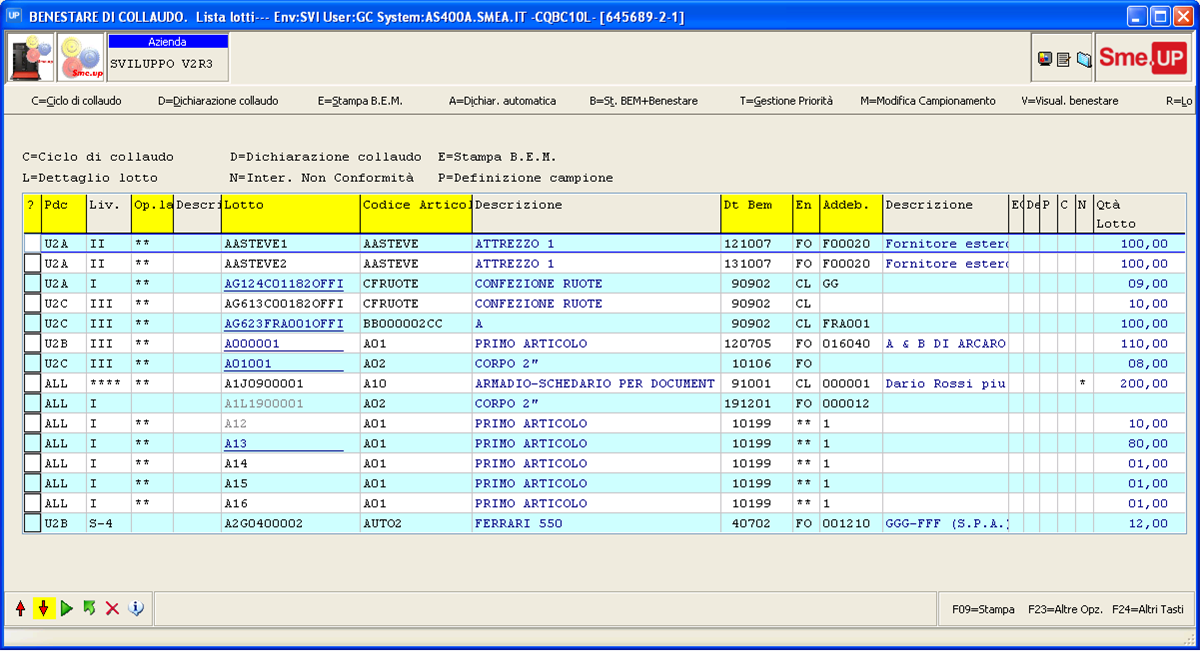 UP BENESTARE DI COLLAUDO. Lista lotti--- Env:SVI User:GC System:AS400A.SMEA.IT -CQBC10L- [645689-2-1]
Sme.up
Azienda
SVILUPPO V2R3
Sme.UP
C=Ciclo di collaudo D=Dichiarazione collaudo E=Stampa B.E.M. A=Dichiar. automatica B=St. BEM+Benestare T=Gestione Priorità M=Modifica Campionamento V=Visual. benestare R=Lo
C=Ciclo di collaudo D=Dichiarazione collaudo E=Stampa B.E.M.
L=Dettaglio lotto N=Inter. Non Conformità P=Definizione campione
? Pdc Liv. Op.la Descri Lotto Codice Artico Descrizione Dt Bem En Addeb. Descrizione P C N Qtà
Lotto
U2A II ** AASTEVE1 AASTEVE ATTREZZO 1 121007 FO F00020 Fornitore estero 100,00
U2A II ** AASTEVE2 AASTEVE ATTREZZO 1 131007 FO F00020 Fornitore estero 100,00
U2A I ** AG124C01182OFFI CFRUOTE CONFEZIONE RUOTE 90902 CL GG 09,00
U2C III ** AG613C00182OFFI CFRUOTE CONFEZIONE RUOTE 90902 CL 10,00
U2C III ** AG623FRA001OFFI BB000002CC A 90902 CL FRA001 100,00
U2B III ** A000001 A01 PRIMO ARTICOLO 120705 FO 016040 A & B DI ARCARO 110,00
U2C III ** A01001 A02 CORPO 2" 10106 FO 08,00
ALL **** ** A1J0900001 A10 ARMADIO-SCHEDARIO PER DOCUMENT 91001 CL 000001 Dario Rossi piu * 200,00
ALL I A1L1900001 A02 CORPO 2" 191201 FO 000012
ALL I ** A12 A01 PRIMO ARTICOLO 10199 ** 1 10,00
ALL I ** A13 A01 PRIMO ARTICOLO 10199 ** 1 80,00
ALL I ** A14 A01 PRIMO ARTICOLO 10199 ** 1 01,00
ALL I ** A15 A01 PRIMO ARTICOLO 10199 ** 1 01,00
ALL I ** A16 A01 PRIMO ARTICOLO 10199 ** 1 01,00
U2B S-4 A2G0400002 AUTO2 FERRARI 550 40702 FO 001210 GGG-FFF (S.P.A.) 12,00
F09=Stampa F23=Altre Opz. F24=Altri Tasti